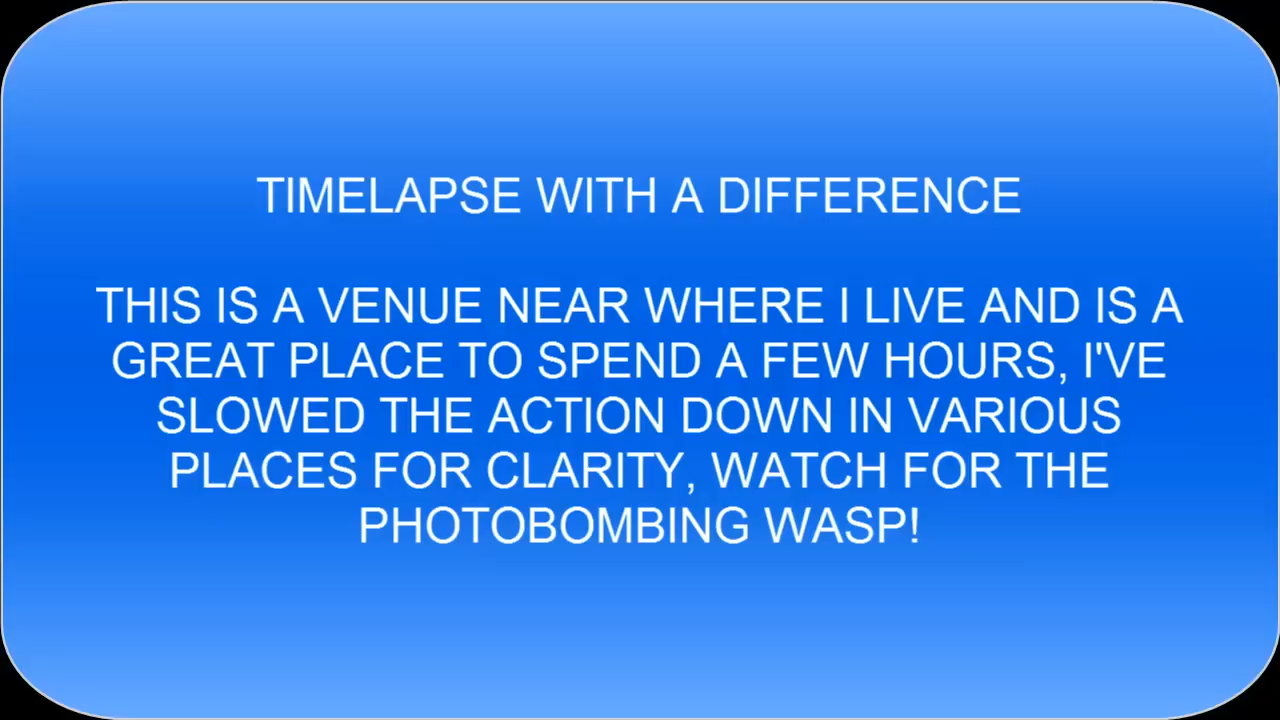 TIMELAPSE WITH A DIFFERENCE
THIS IS A VENUE NEAR WHERE I LIVE AND IS A
GREAT PLACE TO SPEND A FEW HOURS, I'VE
SLOWED THE ACTION DOWN IN VARIOUS
PLACES FOR CLARITY, WATCH FOR THE
PHOTOBOMBING WASP!